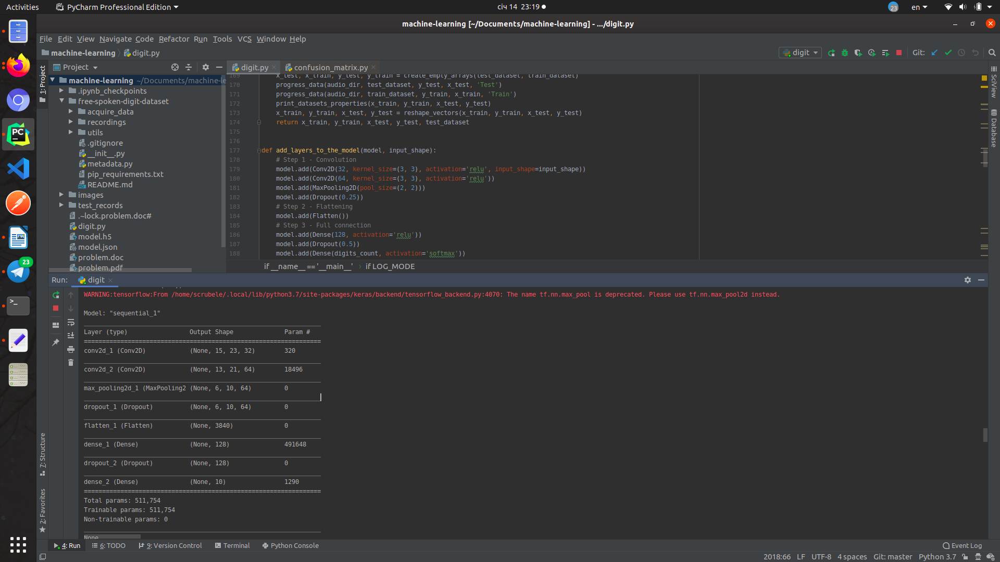 Activities
PyCharm Professional Edition
січ 14 23:19
23
en
machine-learning [~/Documents/machine-learning] - .../digit.py
File Edit View Navigate Code Refactor Run Tools VCS Window Help
machine-learning digit.py
digit
Git:
1: Project
Project
machine-learning ~/Documents/machine-le
.ipynb_checkpoints
free-spoken-digit-dataset
acquire_data
recordings
utils
.gitignore
__init__.py
metadata.py
pip_requirements.txt
README.md
images
test_records
.~lock.problem.doc#
digit.py
model.h5
model.json
problem.doc
problem.pdf
digit.py
confusion_matrix.py
169 x_test, x_train, y_test, y_train = create_empty_arrays(test_dataset, train_dataset)
170 progress_data(audio_dir, test_dataset, y_test, x_test, 'Test')
171 progress_data(audio_dir, train_dataset, y_train, x_train, 'Train')
172 print_datasets_properties(x_train, y_train, x_test, y_test)
173 x_train, y_train, x_test, y_test = reshape_vectors(x_train, y_train, x_test, y_test)
174 return x_train, y_train, x_test, y_test, test_dataset
175
176
177 def add_layers_to_the_model(model, input_shape):
178 # Step 1 - Convolution
179 model.add(Conv2D(32, kernel_size=(3, 3), activation='relu', input_shape=input_shape))
180 model.add(Conv2D(64, kernel_size=(3, 3), activation='relu'))
181 model.add(MaxPooling2D(pool_size=(2, 2)))
182 model.add(Dropout(0.25))
183 # Step 2 - Flattening
184 model.add(Flatten())
185 # Step 3 - Full connection
186 model.add(Dense(128, activation='relu'))
187 model.add(Dropout(0.5))
188 model.add(Dense(digits_count, activation='softmax'))
if __name__ == '__main__' › if LOG_MODE
SciView
Database
23
Run: digit
WARNING:tensorflow:From /home/scrubele/.local/lib/python3.7/site-packages/keras/backend/tensorflow_backend.py:4070: The name tf.nn.max_pool is deprecated. Please use tf.nn.max_pool2d instead.
Model: "sequential_1"
Layer (type) Output Shape Param #
=================================================================
conv2d_1 (Conv2D) (None, 15, 23, 32) 320
conv2d_2 (Conv2D) (None, 13, 21, 64) 18496
max_pooling2d_1 (MaxPooling2 (None, 6, 10, 64) 0
dropout_1 (Dropout) (None, 6, 10, 64) 0
flatten_1 (Flatten) (None, 3840) 0
dense_1 (Dense) (None, 128) 491648
dropout_2 (Dropout) (None, 128) 0
dense_2 (Dense) (None, 10) 1290
=================================================================
Total params: 511,754
Trainable params: 511,754
Non-trainable params: 0
None
7: Structure
2: Favorites
4: Run 6: TODO 9: Version Control Terminal Python Console Event Log
2018:66 LF UTF-8 4 spaces Git: master Python 3.7